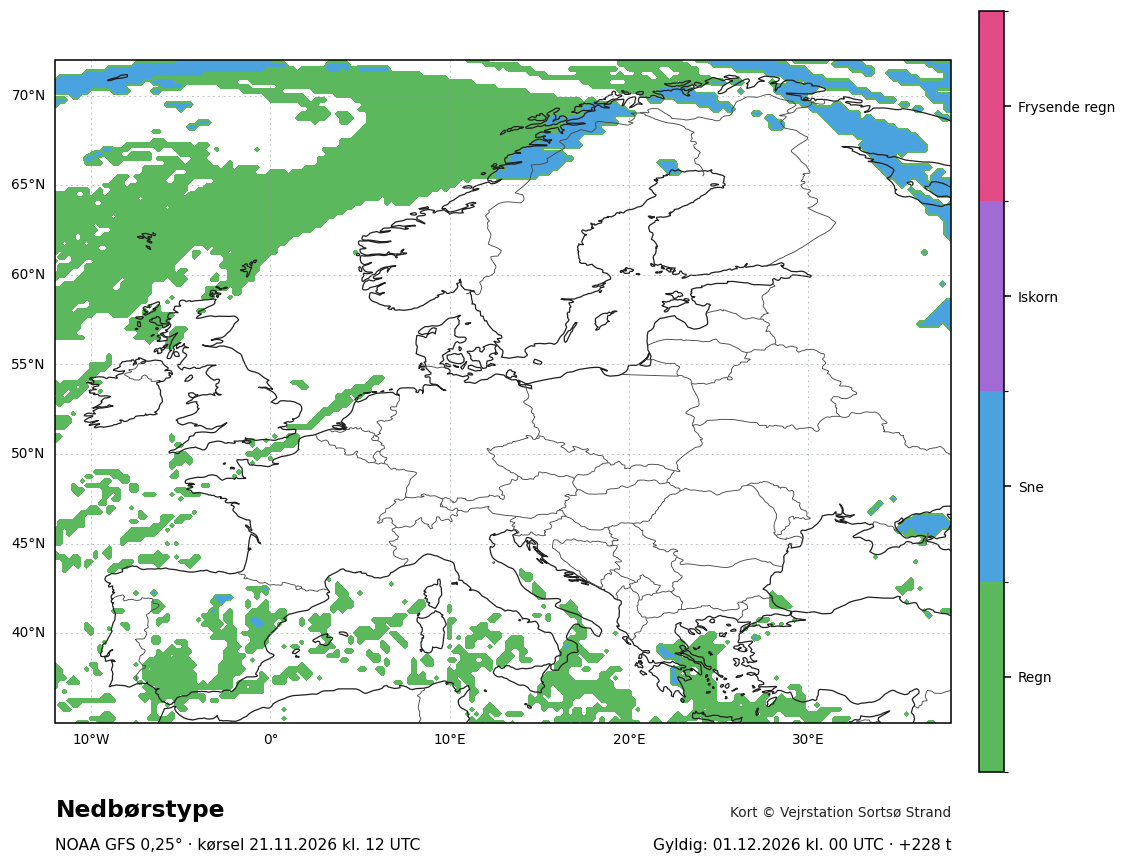 Frysende regn
Iskorn
Sne
Regn
70°N
65°N
60°N
55°N
50°N
45°N
40°N
10°W
0°
10°E
20°E
30°E
Nedbørstype
Kort © Vejrstation Sortsø Strand
NOAA GFS 0,25° · kørsel 21.11.2026 kl. 12 UTC
Gyldig: 01.12.2026 kl. 00 UTC · +228 t